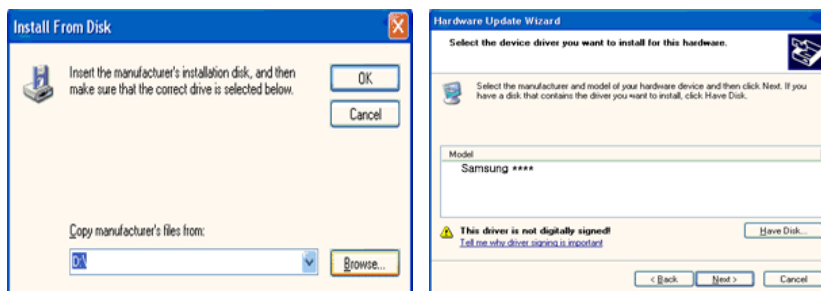 Install From Disk
Insert the manufacturer's installation disk, and then
make sure that the correct drive is selected below.
OK
Cancel
Copy manufacturer's files from:
D:\
Browse...
Hardware Update Wizard
Select the device driver you want to install for this hardware.
Select the manufacturer and model of your hardware device and then click Next. If you
have a disk that contains the driver you want to install, click Have Disk.
Model
Samsung ****
This driver is not digitally signed!
Tell me why driver signing is important
Have Disk...
< Back
Next >
Cancel